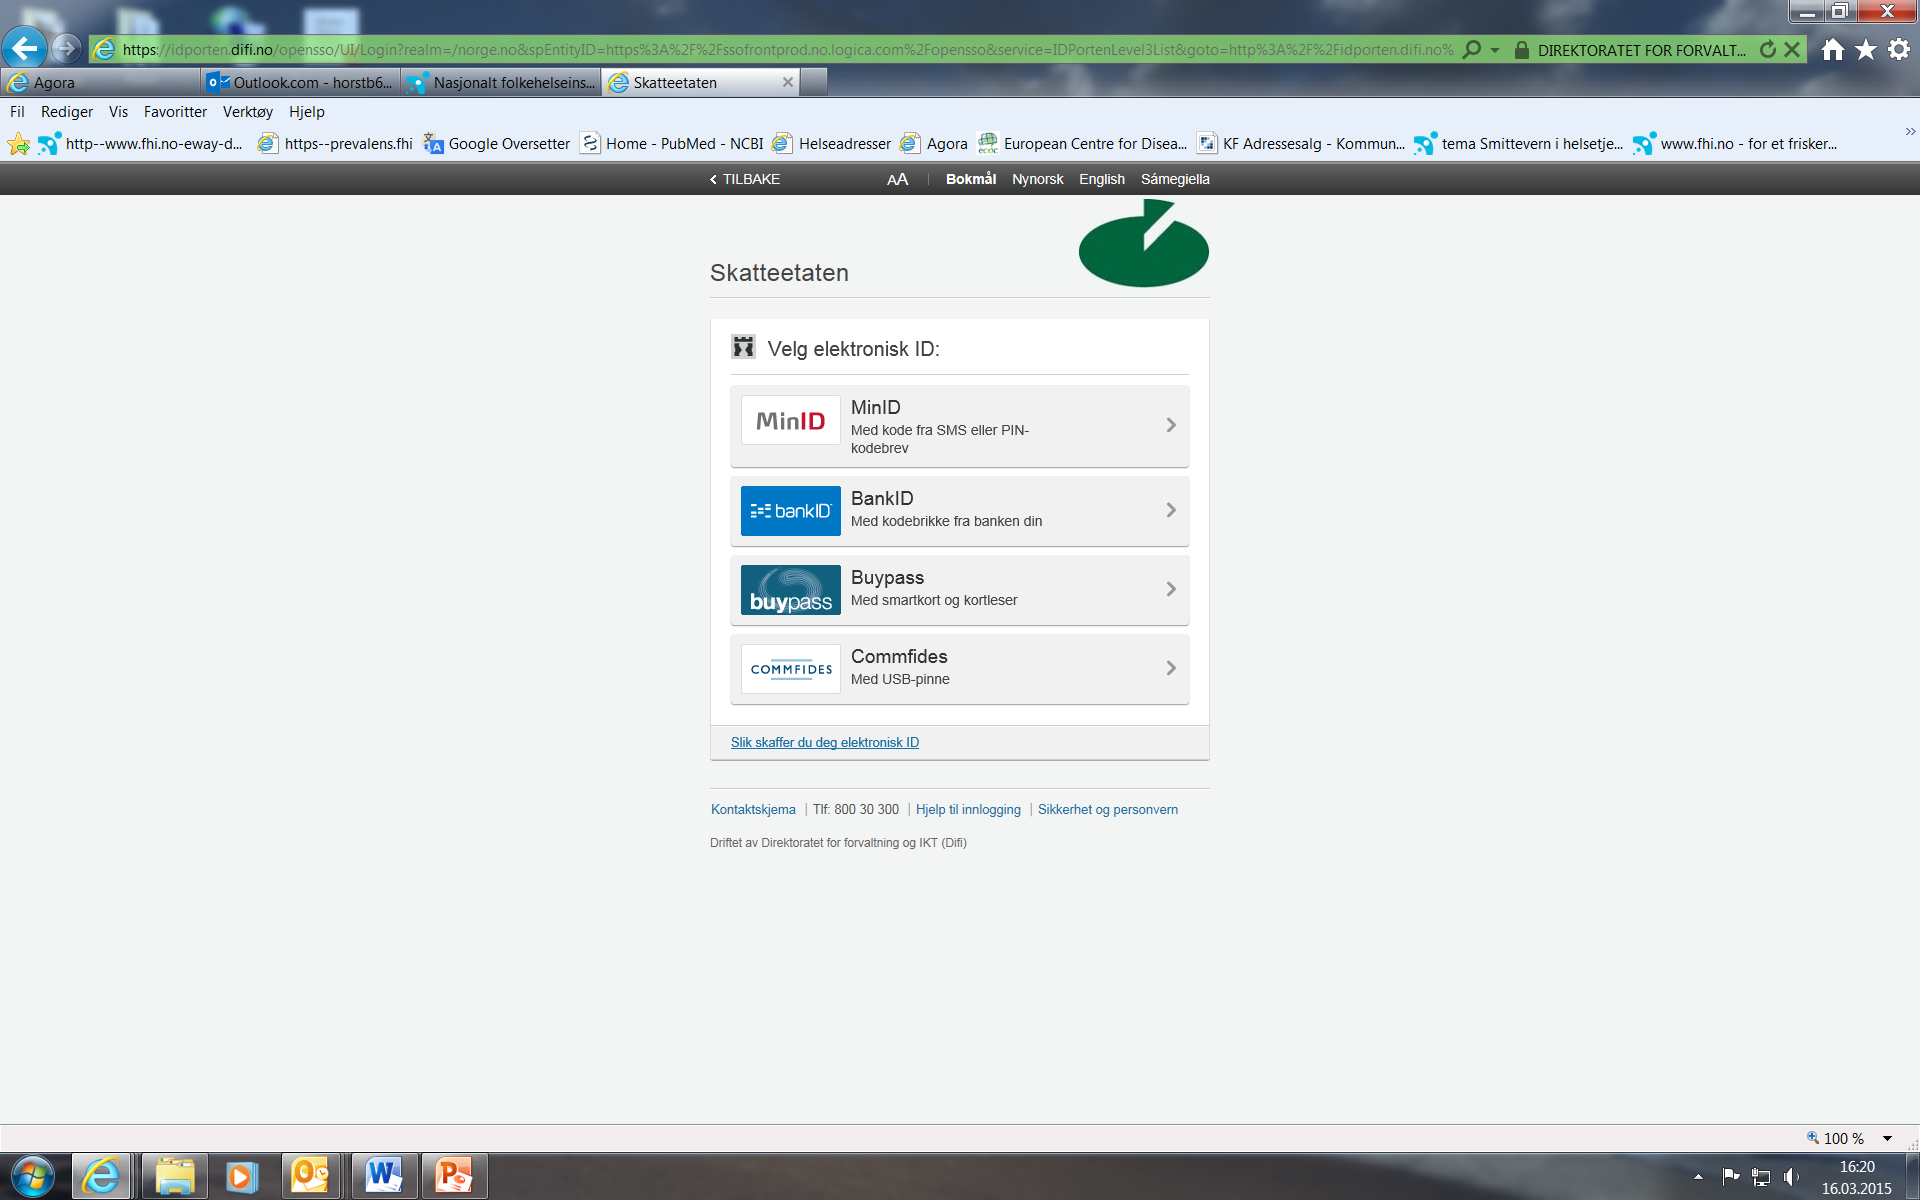 https://idporten.difi.no/opensso/UI/Login?realm=/norge.no&spEntityID=https%3A%2F%2Fssofrontprod.no.logica.com%2Fopensso&service=IDPortenLevel3List&goto=http%3A%2F%2Fidporten.difi.no%
DIREKTORATET FOR FORVALT...
Agora
Outlook.com - horstb6...
Nasjonalt folkehelseins...
Skatteetaten
Fil Rediger Vis Favoritter Verktøy Hjelp
http--www.fhi.no-eway-d... https--prevalens.fhi Google Oversetter Home - PubMed - NCBI Helseadresser Agora European Centre for Disea... KF Adressesalg - Kommun... tema Smittevern i helsetje... www.fhi.no - for et frisker...
TILBAKE AA Bokmål Nynorsk English Sámegiella
Skatteetaten
Velg elektronisk ID:
MinID
MinID
Med kode fra SMS eller PIN-
kodebrev
bankID
BankID
Med kodebrikke fra banken din
buypass
Buypass
Med smartkort og kortleser
COMMFIDES
Commfides
Med USB-pinne
Slik skaffer du deg elektronisk ID
Kontaktskjema | Tlf: 800 30 300 | Hjelp til innlogging | Sikkerhet og personvern
Driftet av Direktoratet for forvaltning og IKT (Difi)
100 %
16:20
16.03.2015